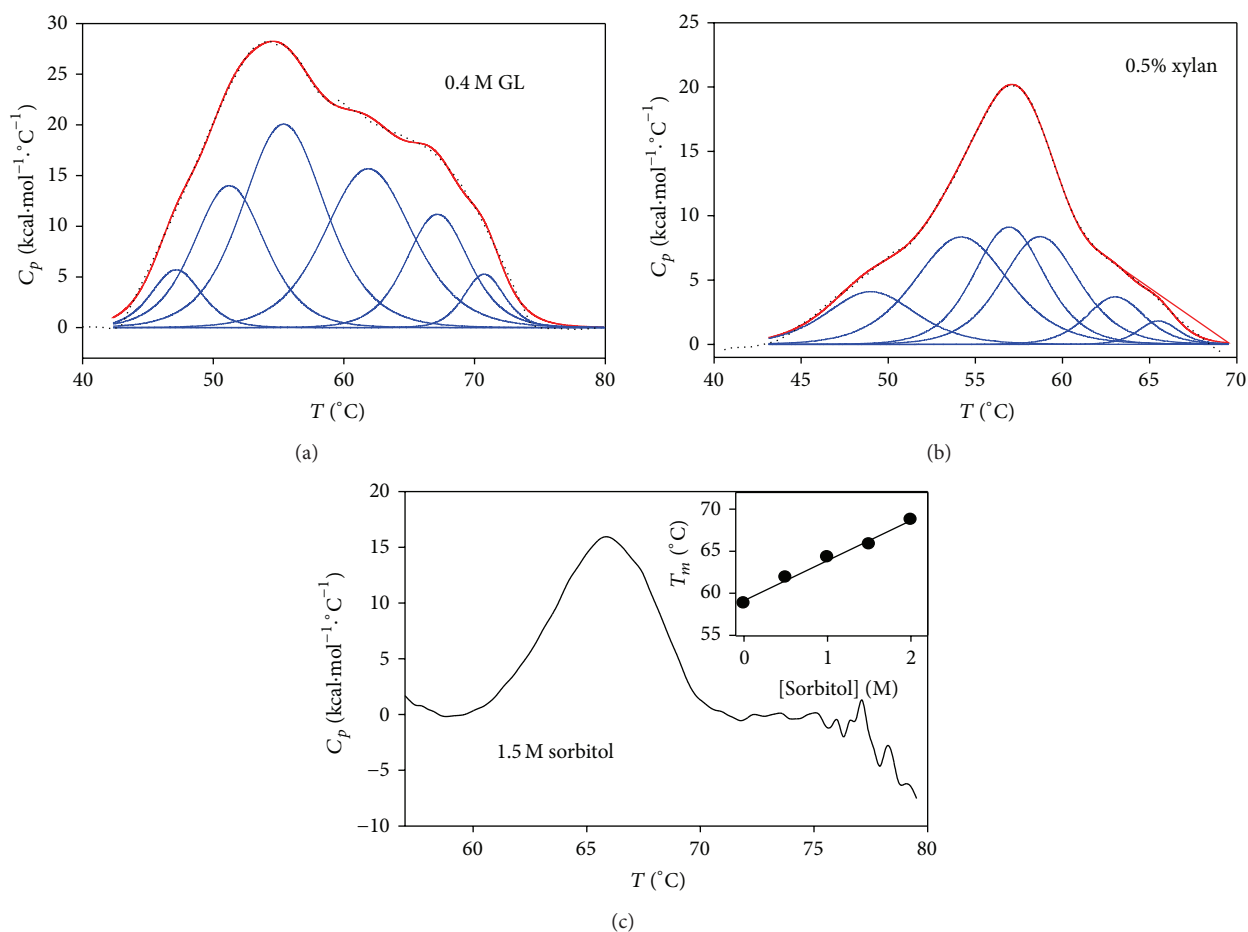 30
25
20
15
10
5
0
C_p (kcal·mol⁻¹·°C⁻¹)
0.4 M GL
40 50 60 70 80
T (°C)
(a)
25
20
15
10
5
0
C_p (kcal·mol⁻¹·°C⁻¹)
0.5% xylan
40 45 50 55 60 65 70
T (°C)
(b)
20
15
10
5
0
−5
−10
C_p (kcal·mol⁻¹·°C⁻¹)
1.5 M sorbitol
60 65 70 75 80
T (°C)
70
65
60
55
T_m (°C)
0 1 2
[Sorbitol] (M)
(c)